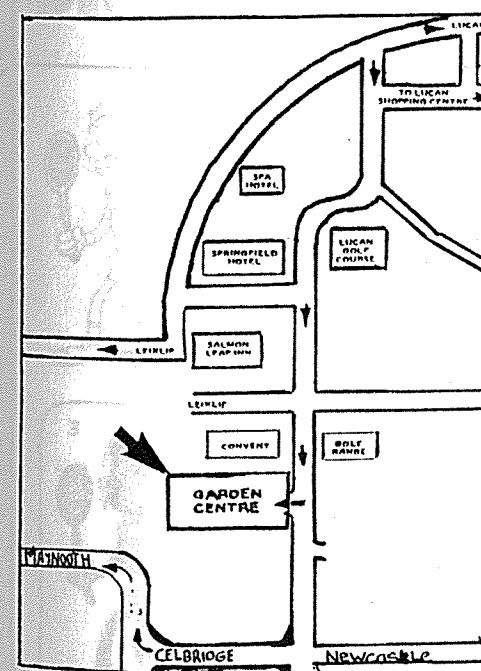 LUCAN
TO LUCAN
SHOPPING CENTRE
SPA
HOTEL
SPRINGFIELD
HOTEL
LUCAN
GOLF
COURSE
LEIXLIP
SALMON
LEAP INN
LEIXLIP
CONVENT
GOLF
RANGE
GARDEN
CENTRE
MAYNOOTH
CELBRIDGE
Newcastle